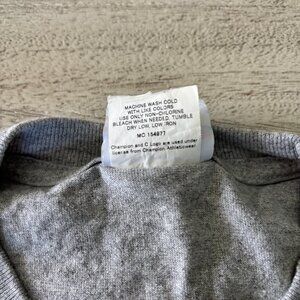 MACHINE WASH COLD
WITH LIKE COLORS
USE ONLY NON-CHLORINE
BLEACH WHEN NEEDED. TUMBLE
DRY LOW, LOW IRON
MC 154877
Champion and C Logo are used under
license from Champion Athleticwear